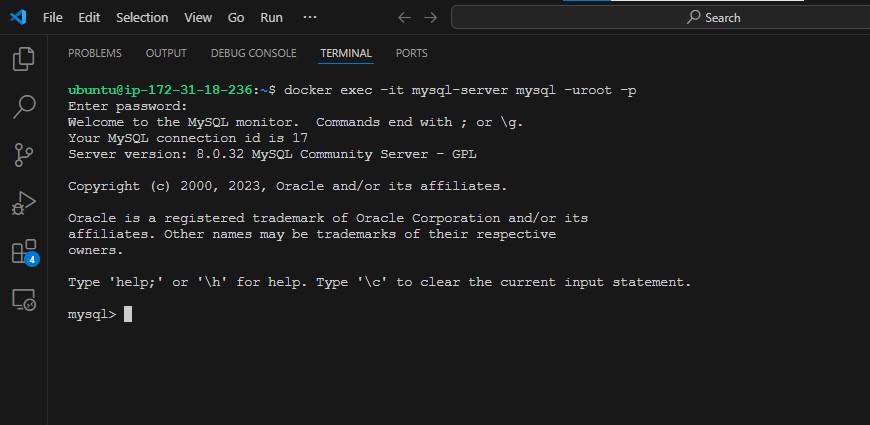 File Edit Selection View Go Run ··· Search
PROBLEMS OUTPUT DEBUG CONSOLE TERMINAL PORTS
ubuntu@ip-172-31-18-236:~$ docker exec -it mysql-server mysql -uroot -p
Enter password:
Welcome to the MySQL monitor.  Commands end with ; or \g.
Your MySQL connection id is 17
Server version: 8.0.32 MySQL Community Server - GPL
Copyright (c) 2000, 2023, Oracle and/or its affiliates.
Oracle is a registered trademark of Oracle Corporation and/or its
affiliates. Other names may be trademarks of their respective
owners.
4
Type 'help;' or '\h' for help. Type '\c' to clear the current input statement.
mysql>